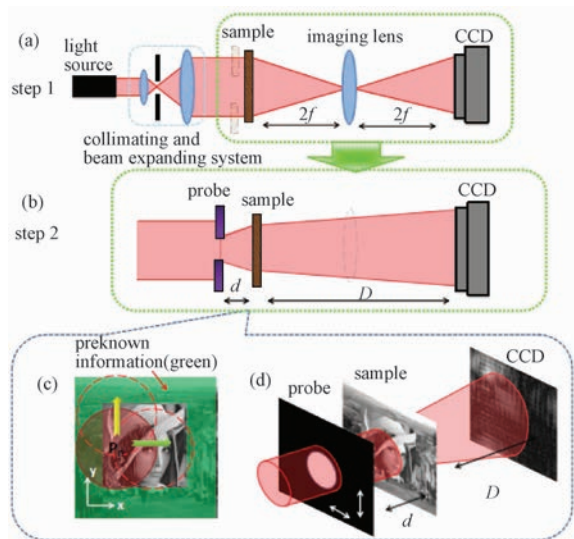 (a)
light
source
step 1
sample
imaging lens
CCD
2f
2f
collimating and
beam expanding system
(b)
step 2
probe
sample
CCD
d
D
preknown
information(green)
(c)
y
x
(d)
probe
sample
CCD
d
D